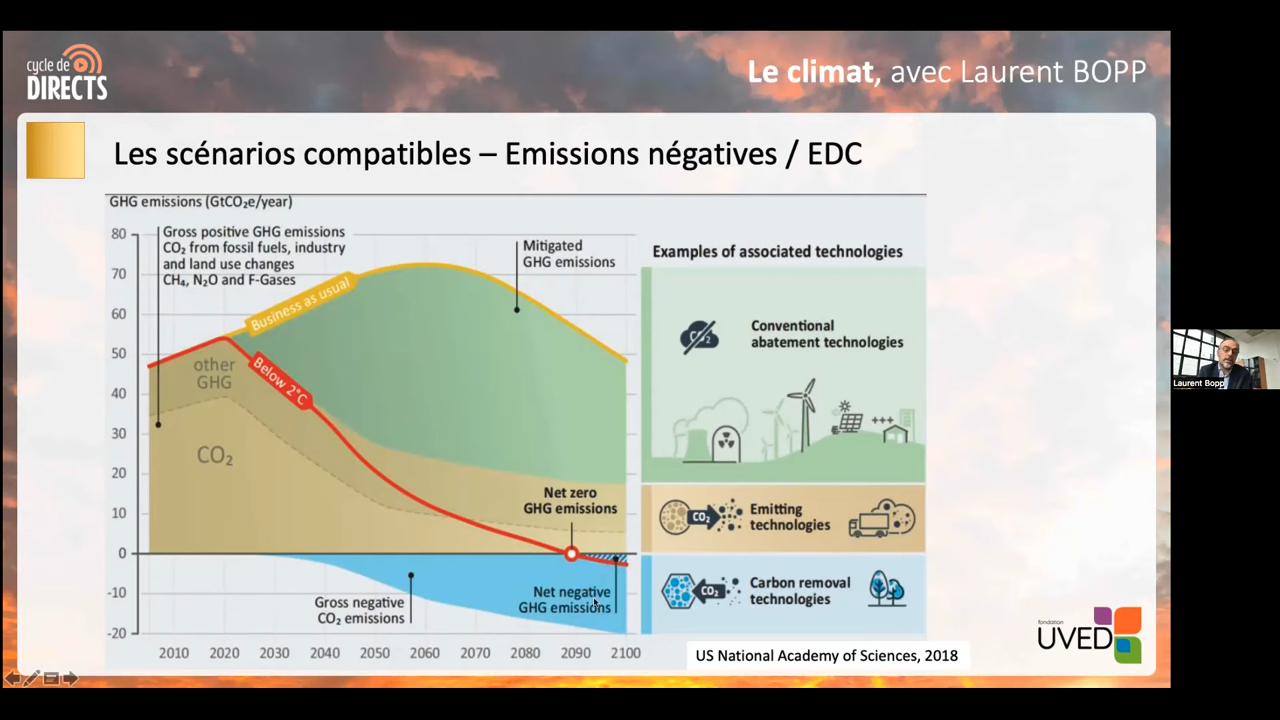 cycle de
DIRECTS
Le climat, avec Laurent BOPP
Les scénarios compatibles – Emissions négatives / EDC
GHG emissions (GtCO₂e/year)
80
70
60
50
40
30
20
10
0
-10
-20
Gross positive GHG emissions
CO₂ from fossil fuels, industry
and land use changes
CH₄, N₂O and F-Gases
Business as usual
Mitigated
GHG emissions
other
GHG
Below 2°C
CO₂
Net zero
GHG emissions
Gross negative
CO₂ emissions
Net negative
GHG emissions
2010 2020 2030 2040 2050 2060 2070 2080 2090 2100
Examples of associated technologies
CO₂
Conventional
abatement technologies
CO₂
Emitting
technologies
CO₂
Carbon removal
technologies
US National Academy of Sciences, 2018
fondation
UVED
Laurent Bopp